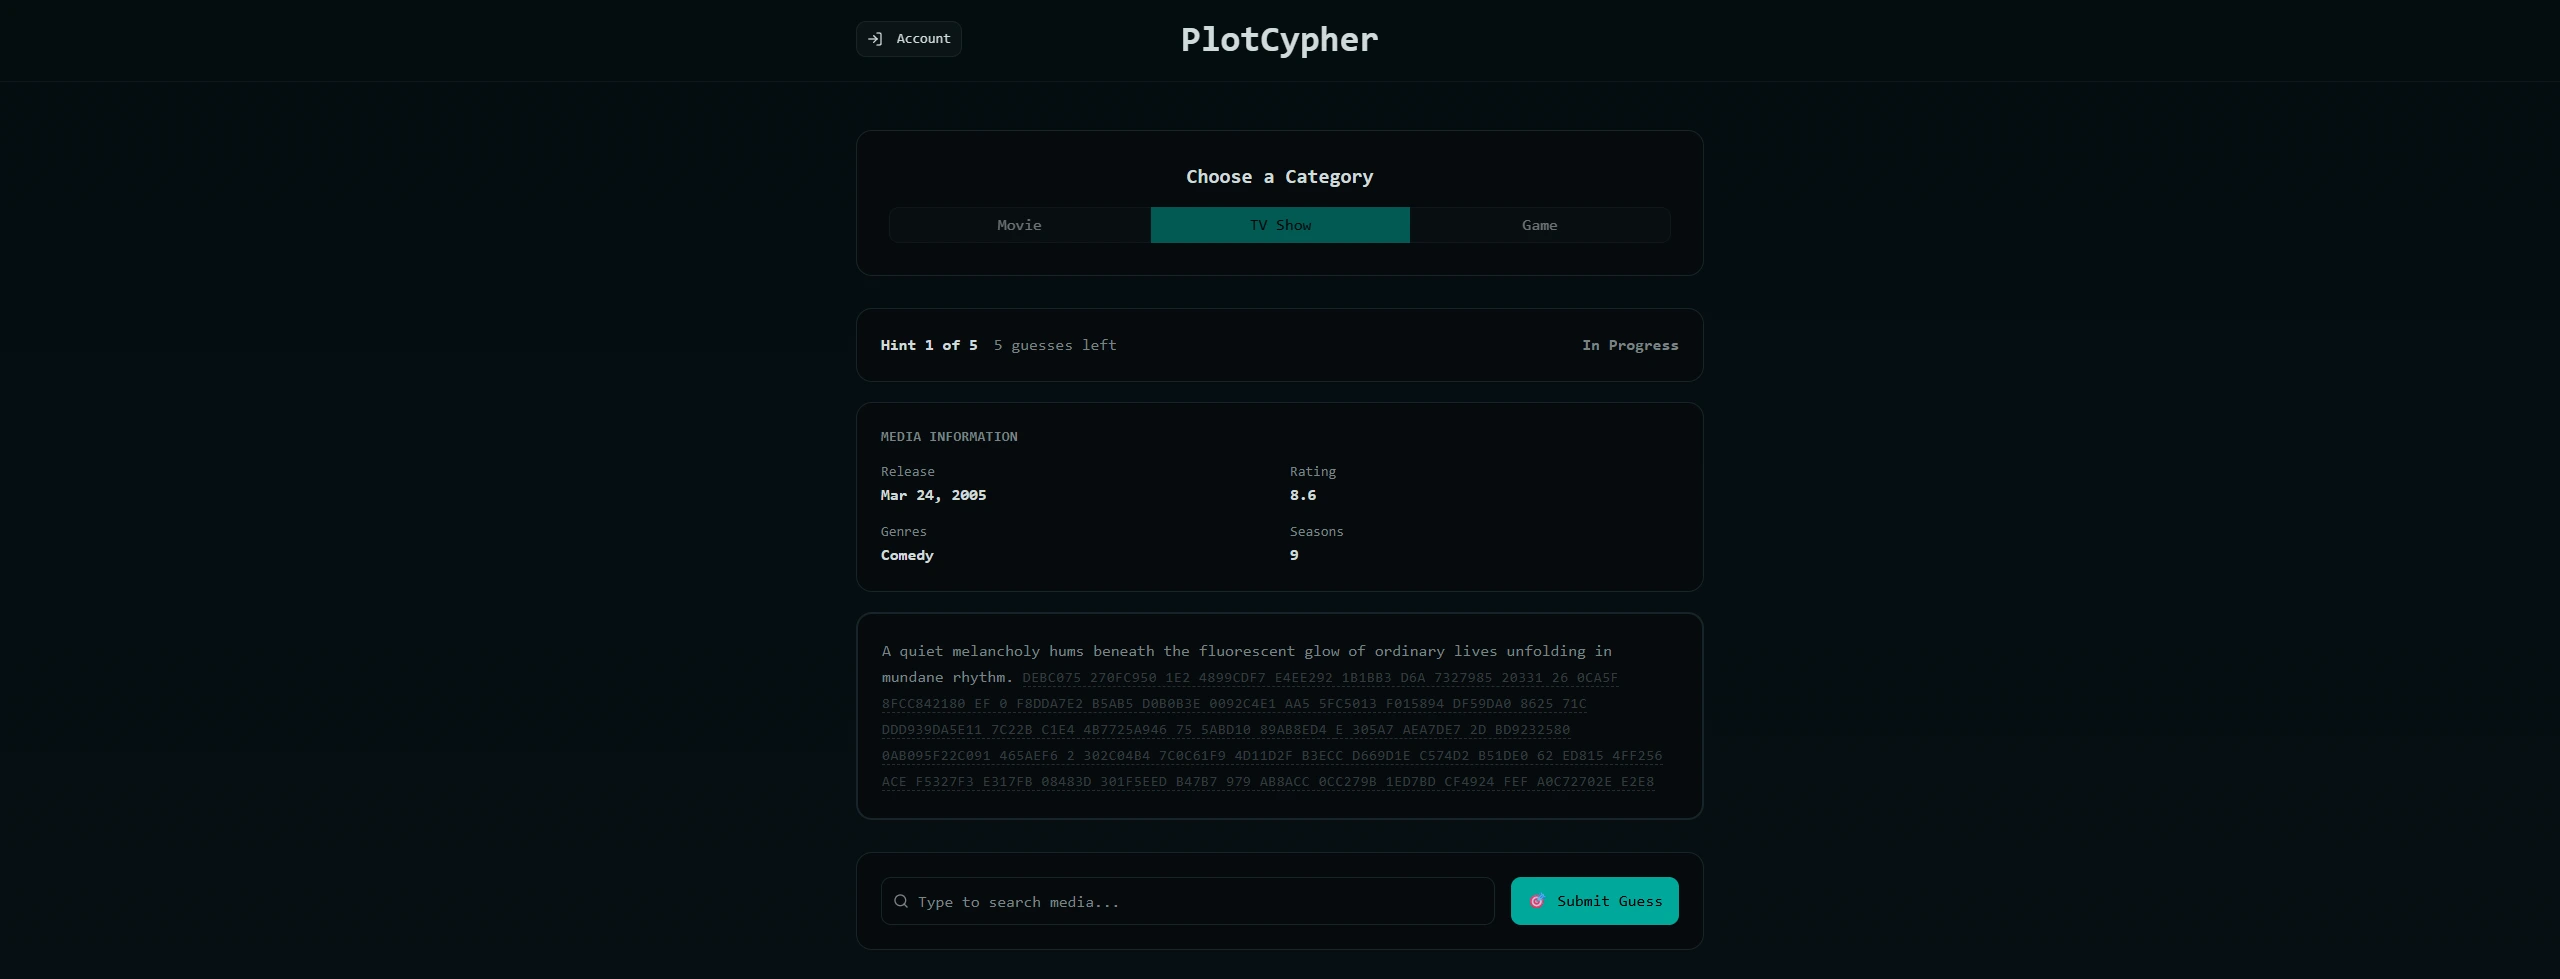 Account
PlotCypher
Choose a Category
Movie
TV Show
Game
Hint 1 of 5
5 guesses left
In Progress
MEDIA INFORMATION
Release
Rating
Mar 24, 2005
8.6
Genres
Seasons
Comedy
9
A quiet melancholy hums beneath the fluorescent glow of ordinary lives unfolding in
mundane rhythm. DEBC075 270FC950 1E2 4899CDF7 E4EE292 1B1BB3 D6A 7327985 20331 26 0CA5F
8FCC842180 EF 0 F8DDA7E2 B5AB5 D0B0B3E 0092C4E1 AA5 5FC5013 F015894 DF59DA0 8625 71C
DDD939DA5E11 7C22B C1E4 4B7725A946 75 5ABD10 89AB8ED4 E 305A7 AEA7DE7 2D BD9232580
0AB095F22C091 465AEF6 2 302C04B4 7C0C61F9 4D11D2F B3ECC D669D1E C574D2 B51DE0 62 ED815 4FF256
ACE F5327F3 E317FB 08483D 301F5EED B47B7 979 AB8ACC 0CC279B 1ED7BD CF4924 FEF A0C72702E E2E8
Type to search media...
Submit Guess